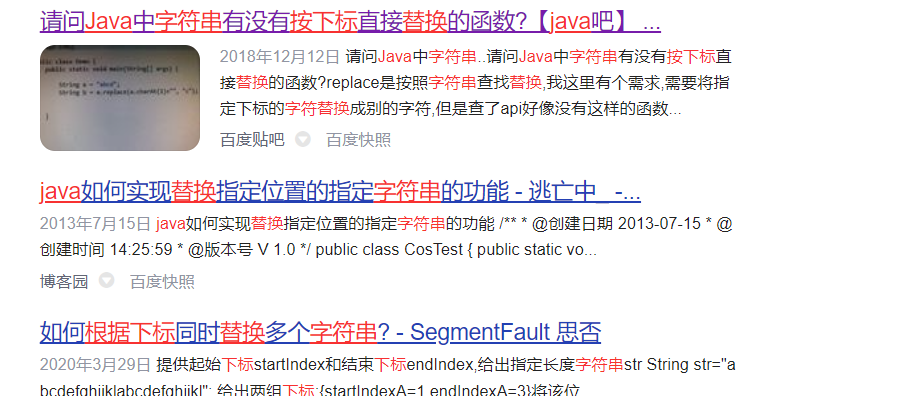 请问Java中字符串有没有按下标直接替换的函数?【java吧】 ...
2018年12月12日 请问Java中字符串..请问Java中字符串有没有按下标直
接替换的函数?replace是按照字符串查找替换,我这里有个需求,需要将指
定下标的字符替换成别的字符,但是查了api好像没有这样的函数...
百度贴吧 百度快照
java如何实现替换指定位置的指定字符串的功能 - 逃亡中_ -...
2013年7月15日 java如何实现替换指定位置的指定字符串的功能 /** * @创建日期 2013-07-15 * @
创建时间 14:25:59 * @版本号 V 1.0 */ public class CosTest { public static vo...
博客园 百度快照
如何根据下标同时替换多个字符串? - SegmentFault 思否
2020年3月29日 提供起始下标startIndex和结束下标endIndex,给出指定长度字符串str String str="a
bcdefghijklabcdefghijkl"; 给出两组下标:{startIndexA=1,endIndexA=3}将该位